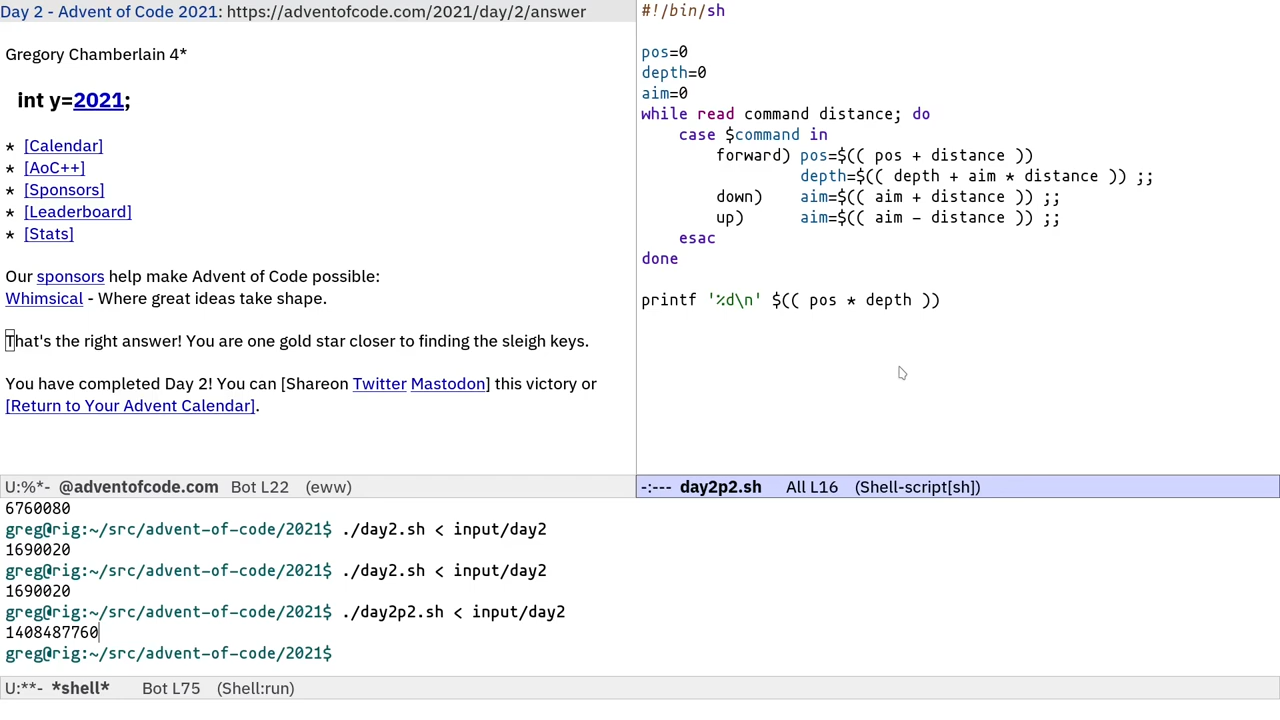 Day 2 - Advent of Code 2021: https://adventofcode.com/2021/day/2/answer
Gregory Chamberlain 4*
int y=2021;
* [Calendar]
* [AoC++]
* [Sponsors]
* [Leaderboard]
* [Stats]
Our sponsors help make Advent of Code possible:
Whimsical - Where great ideas take shape.
That's the right answer! You are one gold star closer to finding the sleigh keys.
You have completed Day 2! You can [Shareon Twitter Mastodon] this victory or
[Return to Your Advent Calendar].
U:%*- @adventofcode.com Bot L22 (eww)
#!/bin/sh
pos=0
depth=0
aim=0
while read command distance; do
case $command in
forward) pos=$(( pos + distance ))
depth=$(( depth + aim * distance )) ;;
down) aim=$(( aim + distance )) ;;
up) aim=$(( aim - distance )) ;;
esac
done
printf '%d\n' $(( pos * depth ))
-:--- day2p2.sh All L16 (Shell-script[sh])
6760080
greg@rig:~/src/advent-of-code/2021$ ./day2.sh < input/day2
1690020
greg@rig:~/src/advent-of-code/2021$ ./day2.sh < input/day2
1690020
greg@rig:~/src/advent-of-code/2021$ ./day2p2.sh < input/day2
1408487760
greg@rig:~/src/advent-of-code/2021$
U:**- *shell* Bot L75 (Shell:run)